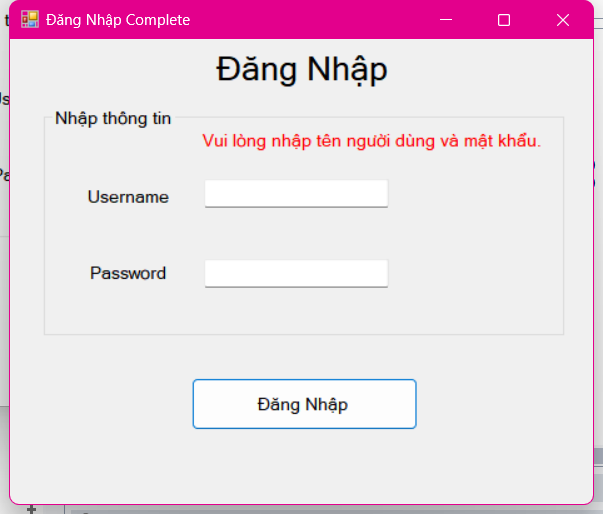 Đăng Nhập Complete
Đăng Nhập
Nhập thông tin
Vui lòng nhập tên người dùng và mật khẩu.
Username
Password
Đăng Nhập